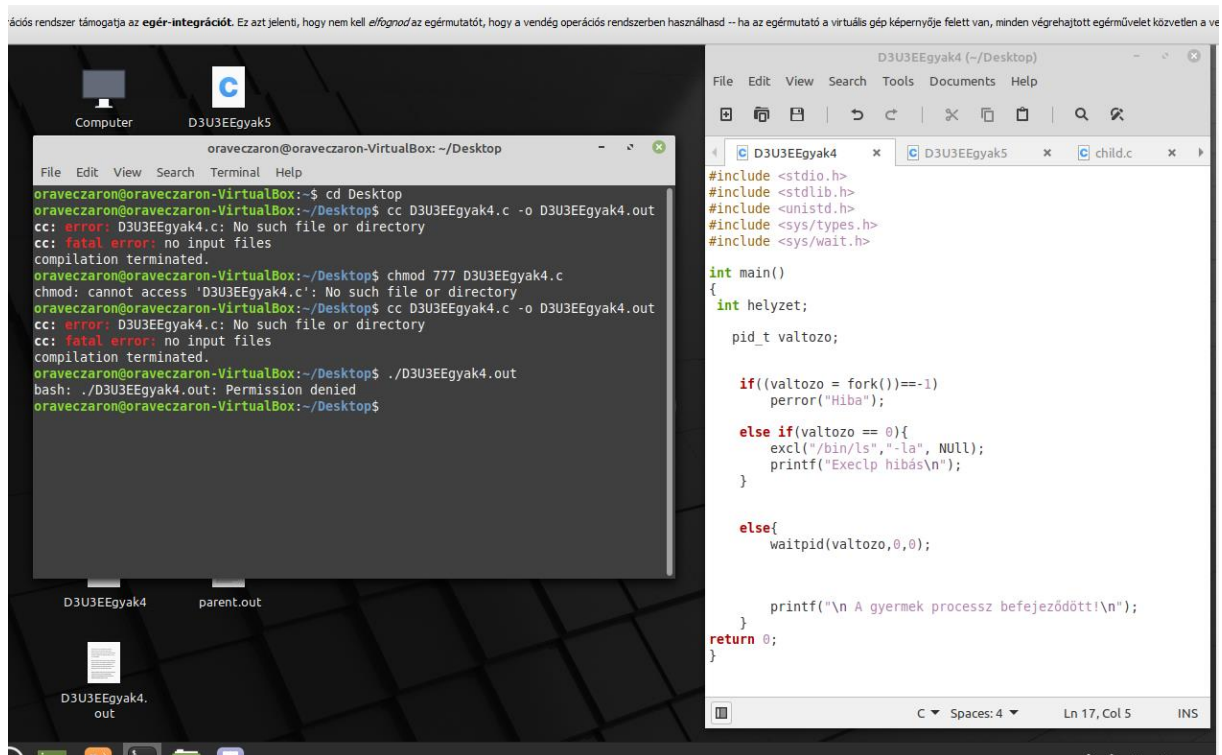 ációs rendszer támogatja az egér-integrációt. Ez azt jelenti, hogy nem kell elfognod az egérmutatót, hogy a vendég operációs rendszerben használhasd -- ha az egérmutató a virtuális gép képernyője felett van, minden végrehajtott egérművelet közvetlen a ve
Computer
D3U3EEgyak5
oraveczaron@oraveczaron-VirtualBox: ~/Desktop
File Edit View Search Terminal Help
oraveczaron@oraveczaron-VirtualBox:~$ cd Desktop
oraveczaron@oraveczaron-VirtualBox:~/Desktop$ cc D3U3EEgyak4.c -o D3U3EEgyak4.out
cc: error: D3U3EEgyak4.c: No such file or directory
cc: fatal error: no input files
compilation terminated.
oraveczaron@oraveczaron-VirtualBox:~/Desktop$ chmod 777 D3U3EEgyak4.c
chmod: cannot access 'D3U3EEgyak4.c': No such file or directory
oraveczaron@oraveczaron-VirtualBox:~/Desktop$ cc D3U3EEgyak4.c -o D3U3EEgyak4.out
cc: error: D3U3EEgyak4.c: No such file or directory
cc: fatal error: no input files
compilation terminated.
oraveczaron@oraveczaron-VirtualBox:~/Desktop$ ./D3U3EEgyak4.out
bash: ./D3U3EEgyak4.out: Permission denied
oraveczaron@oraveczaron-VirtualBox:~/Desktop$
D3U3EEgyak4
parent.out
D3U3EEgyak4.
out
D3U3EEgyak4 (~/Desktop)
File Edit View Search Tools Documents Help
D3U3EEgyak4
D3U3EEgyak5
child.c
#include <stdio.h>
#include <stdlib.h>
#include <unistd.h>
#include <sys/types.h>
#include <sys/wait.h>
int main()
{
int helyzet;
pid_t valtozo;
if((valtozo = fork())==-1)
perror("Hiba");
else if(valtozo == 0){
excl("/bin/ls","-la", NUll);
printf("Execlp hibás\n");
}
else{
waitpid(valtozo,0,0);
printf("\n A gyermek processz befejeződött!\n");
}
return 0;
}
C Spaces: 4 Ln 17, Col 5 INS